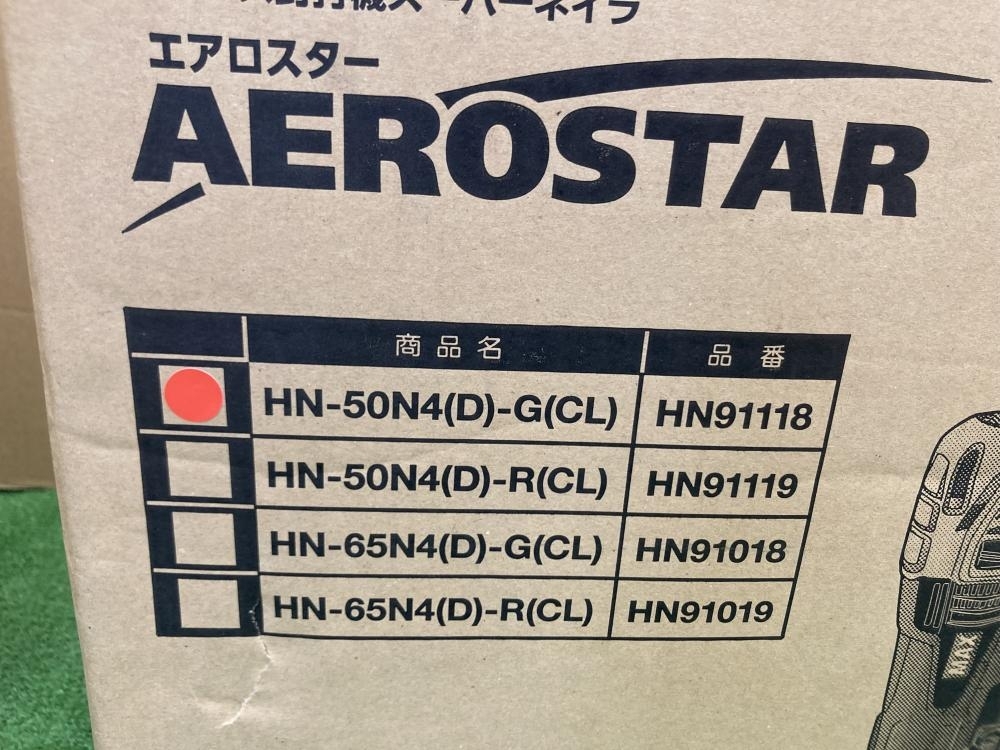 エアロスター
AEROSTAR
商品名 品番
HN-50N4(D)-G(CL) HN91118
HN-50N4(D)-R(CL) HN91119
HN-65N4(D)-G(CL) HN91018
HN-65N4(D)-R(CL) HN91019
MAX